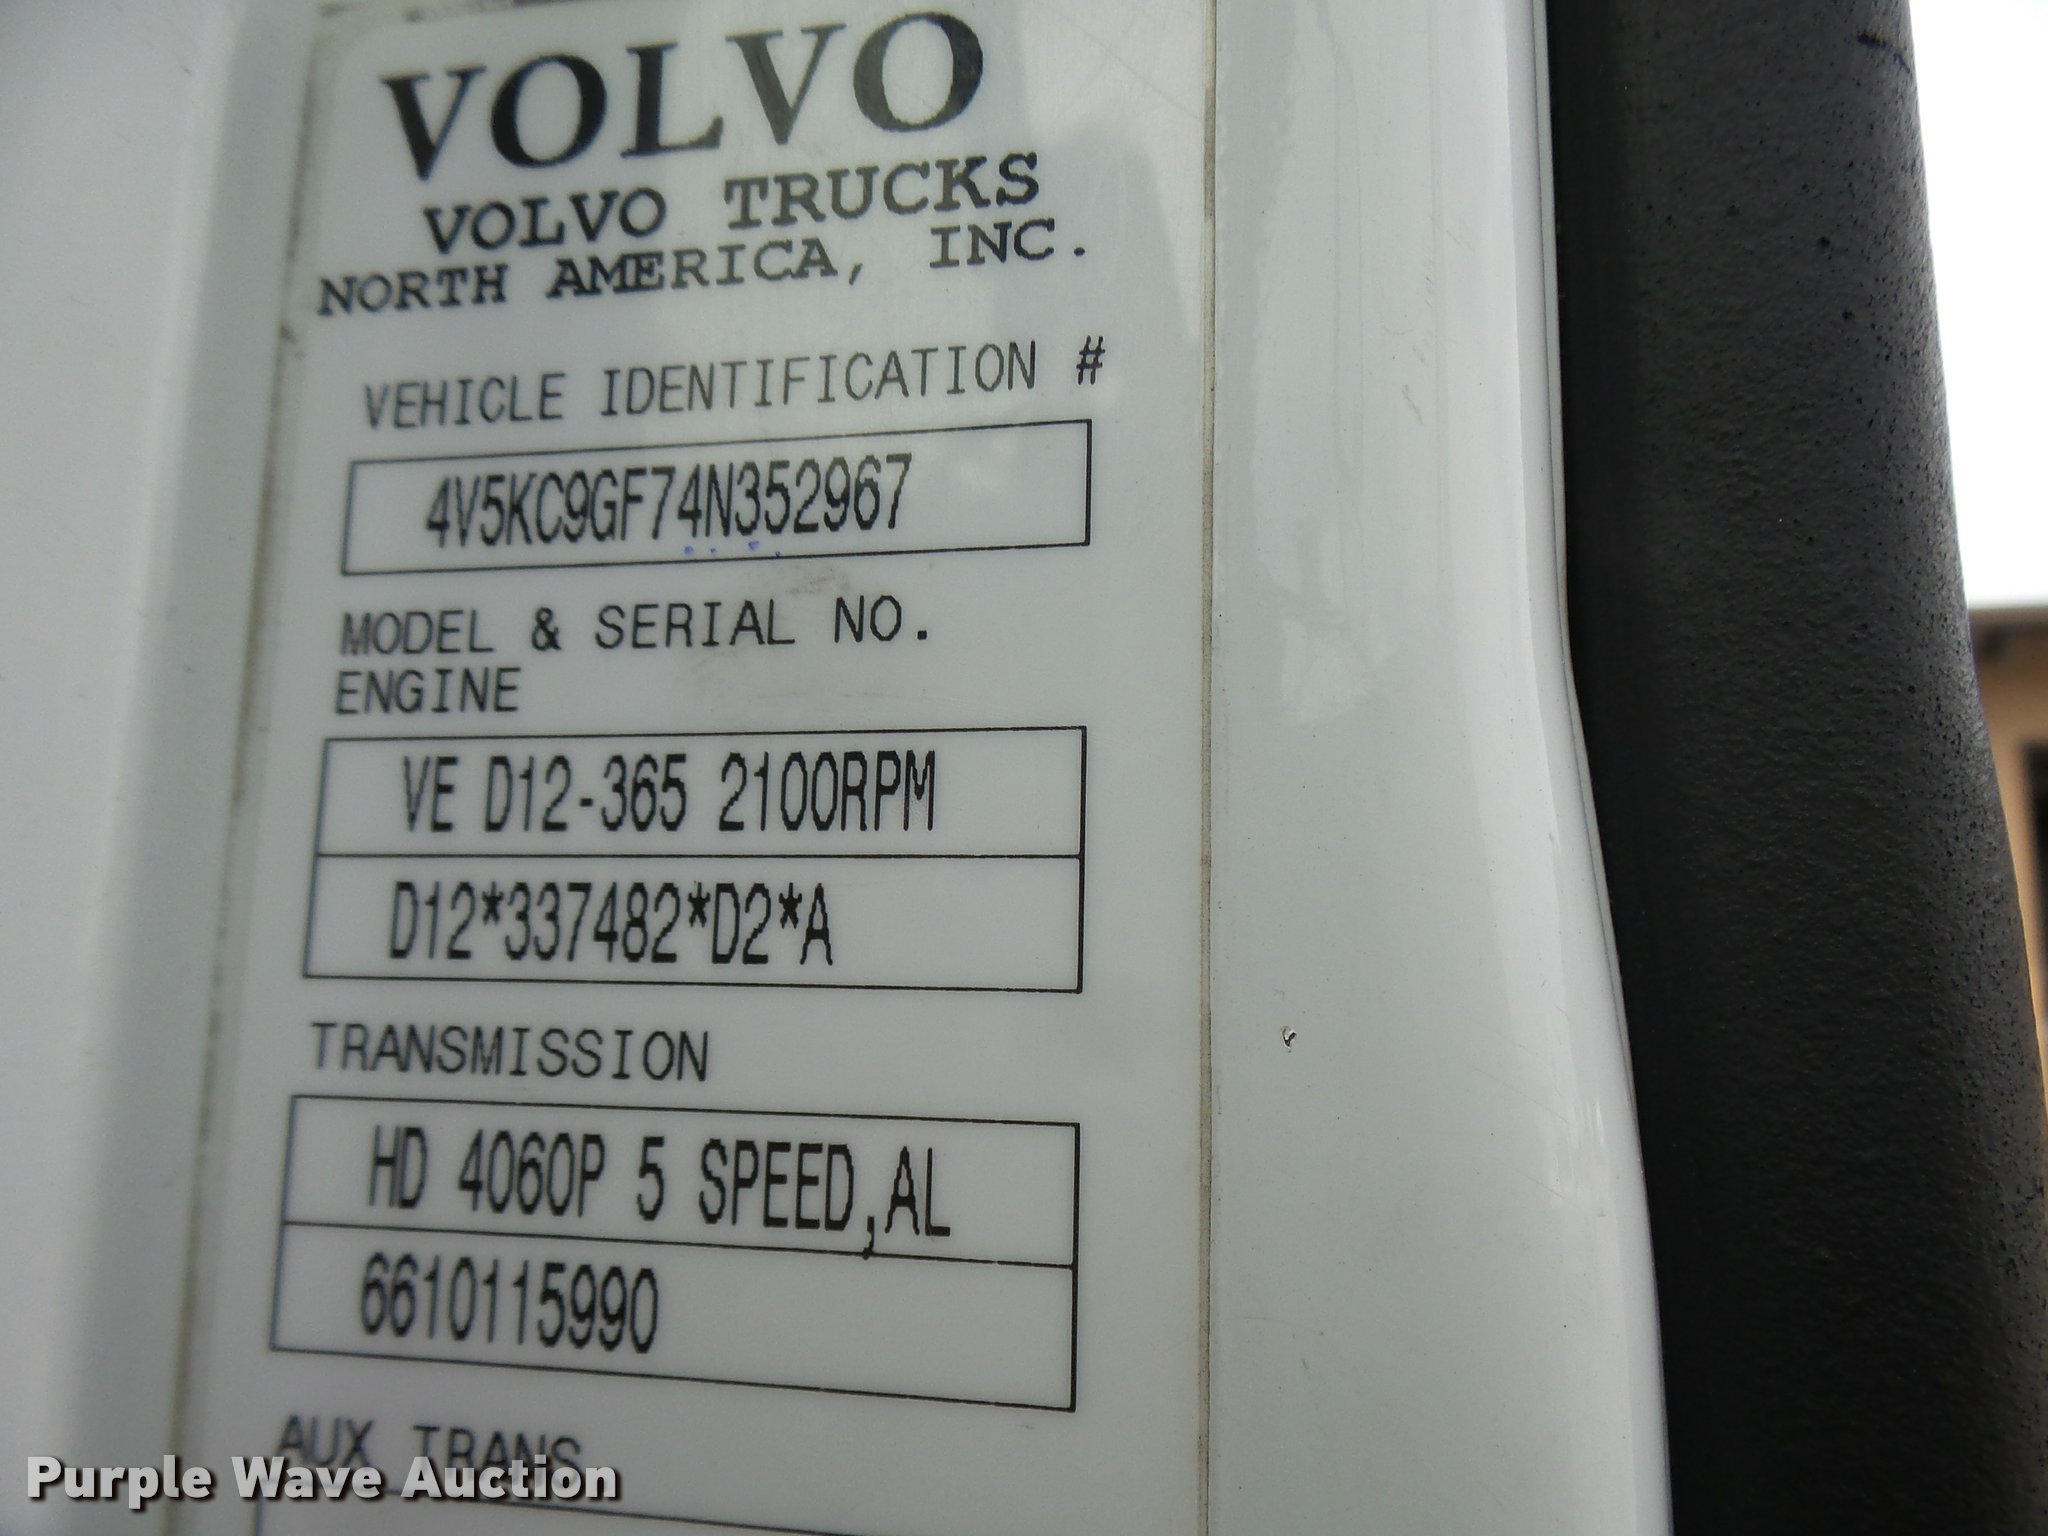 VOLVO
VOLVO TRUCKS
NORTH AMERICA, INC.
VEHICLE IDENTIFICATION #
4V5KC9GF74N352967
MODEL & SERIAL NO.
ENGINE
VE D12-365 2100RPM
D12*337482*D2*A
TRANSMISSION
HD 4060P 5 SPEED,AL
6610115990
AUX TRANS
Purple Wave Auction